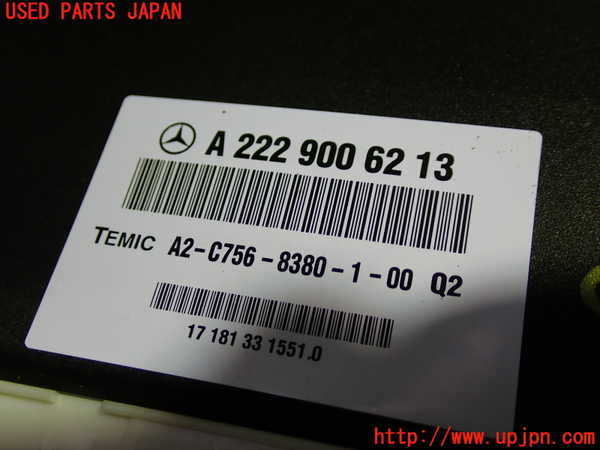 USED PARTS JAPAN
A 222 900 62 13
TEMIC A2-C756-8380-1-00 Q2
17 181 33 1551.0
http://www.upjpn.com